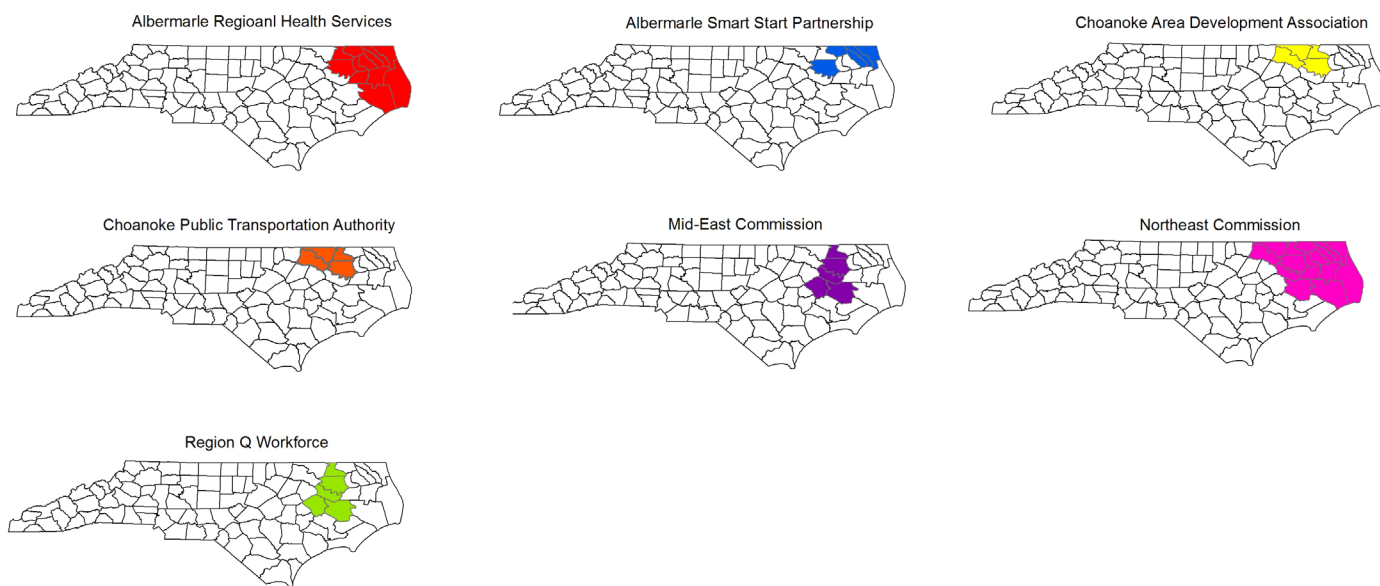 Albermarle Regioanl Health Services
Albermarle Smart Start Partnership
Choanoke Area Development Association
Choanoke Public Transportation Authority
Mid-East Commission
Northeast Commission
Region Q Workforce